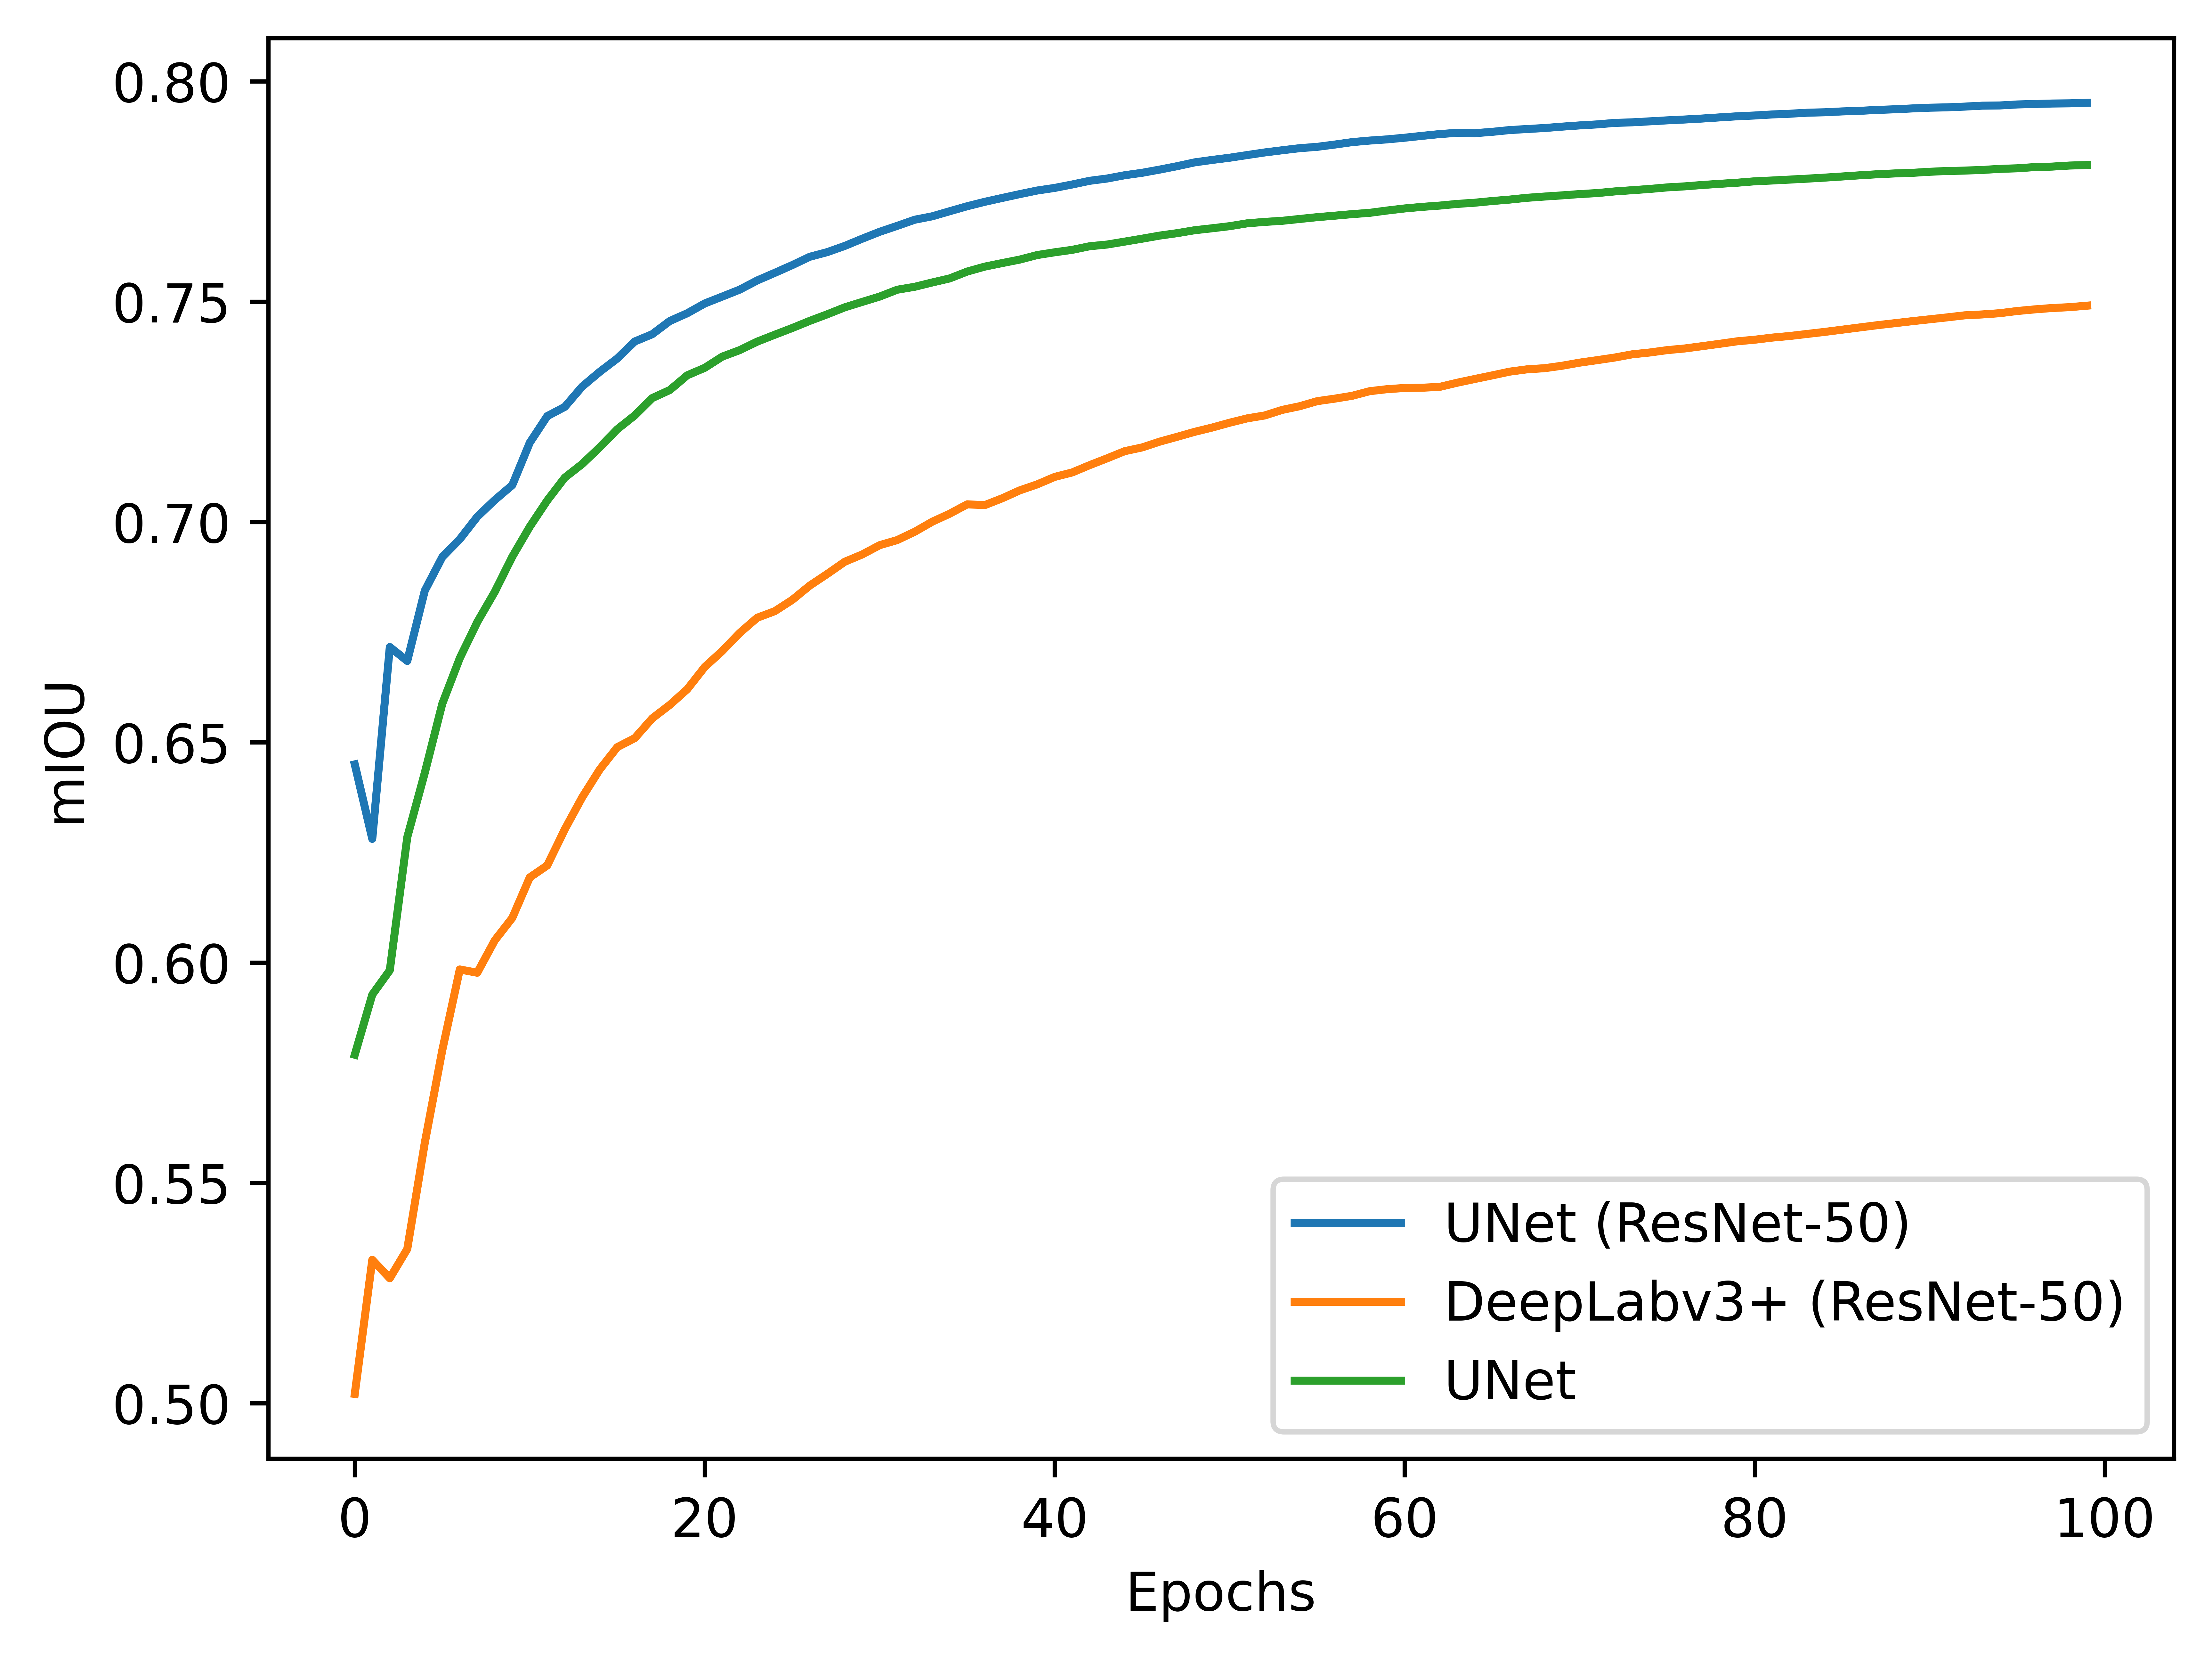 0.80
0.75
0.70
0.65
0.60
0.55
0.50
mIOU
0
20
40
60
80
100
Epochs
UNet (ResNet-50)
DeepLabv3+ (ResNet-50)
UNet